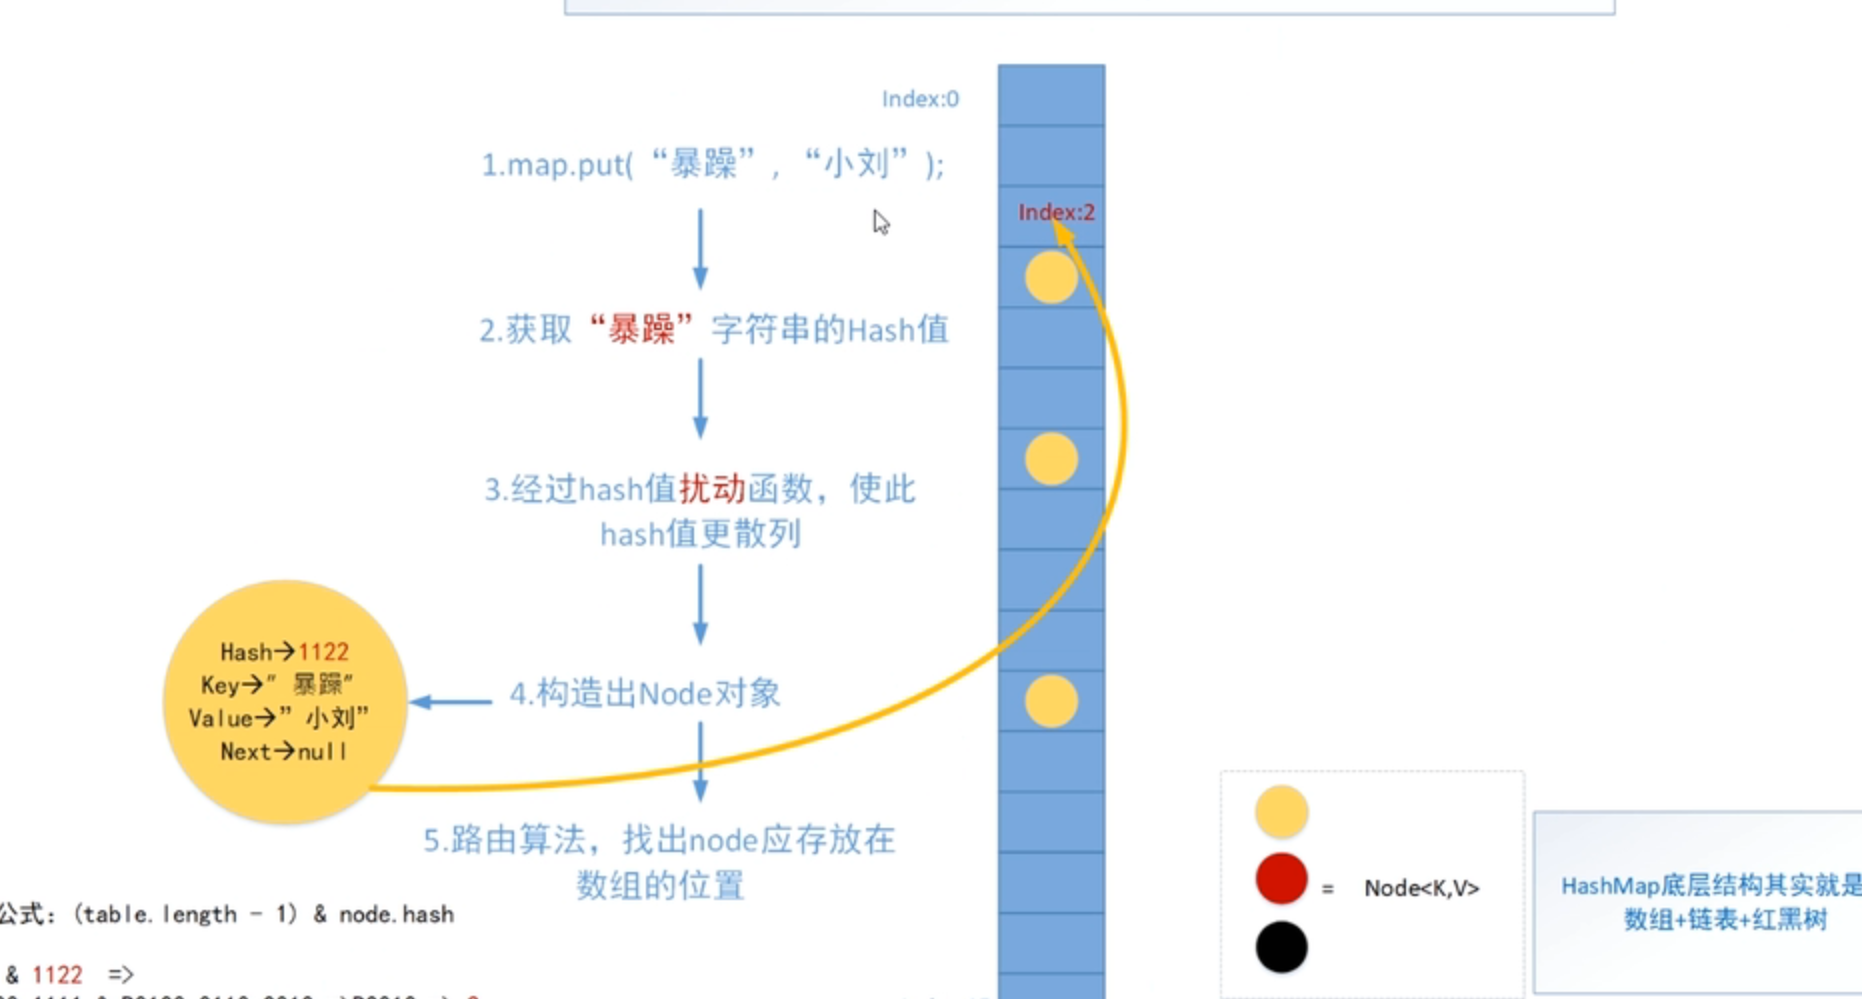 Index:0
1.map.put( “暴躁” , “小刘” );
Index:2
2.获取“暴躁”字符串的Hash值
3.经过hash值扰动函数，使此
hash值更散列
Hash→1122
Key→" 暴躁"
Value→” 小刘”
Next→null
4.构造出Node对象
5.路由算法，找出node应存放在
数组的位置
公式：(table.length - 1) & node.hash
& 1122 =>
= Node<K,V>
HashMap底层结构其实就是
数组+链表+红黑树